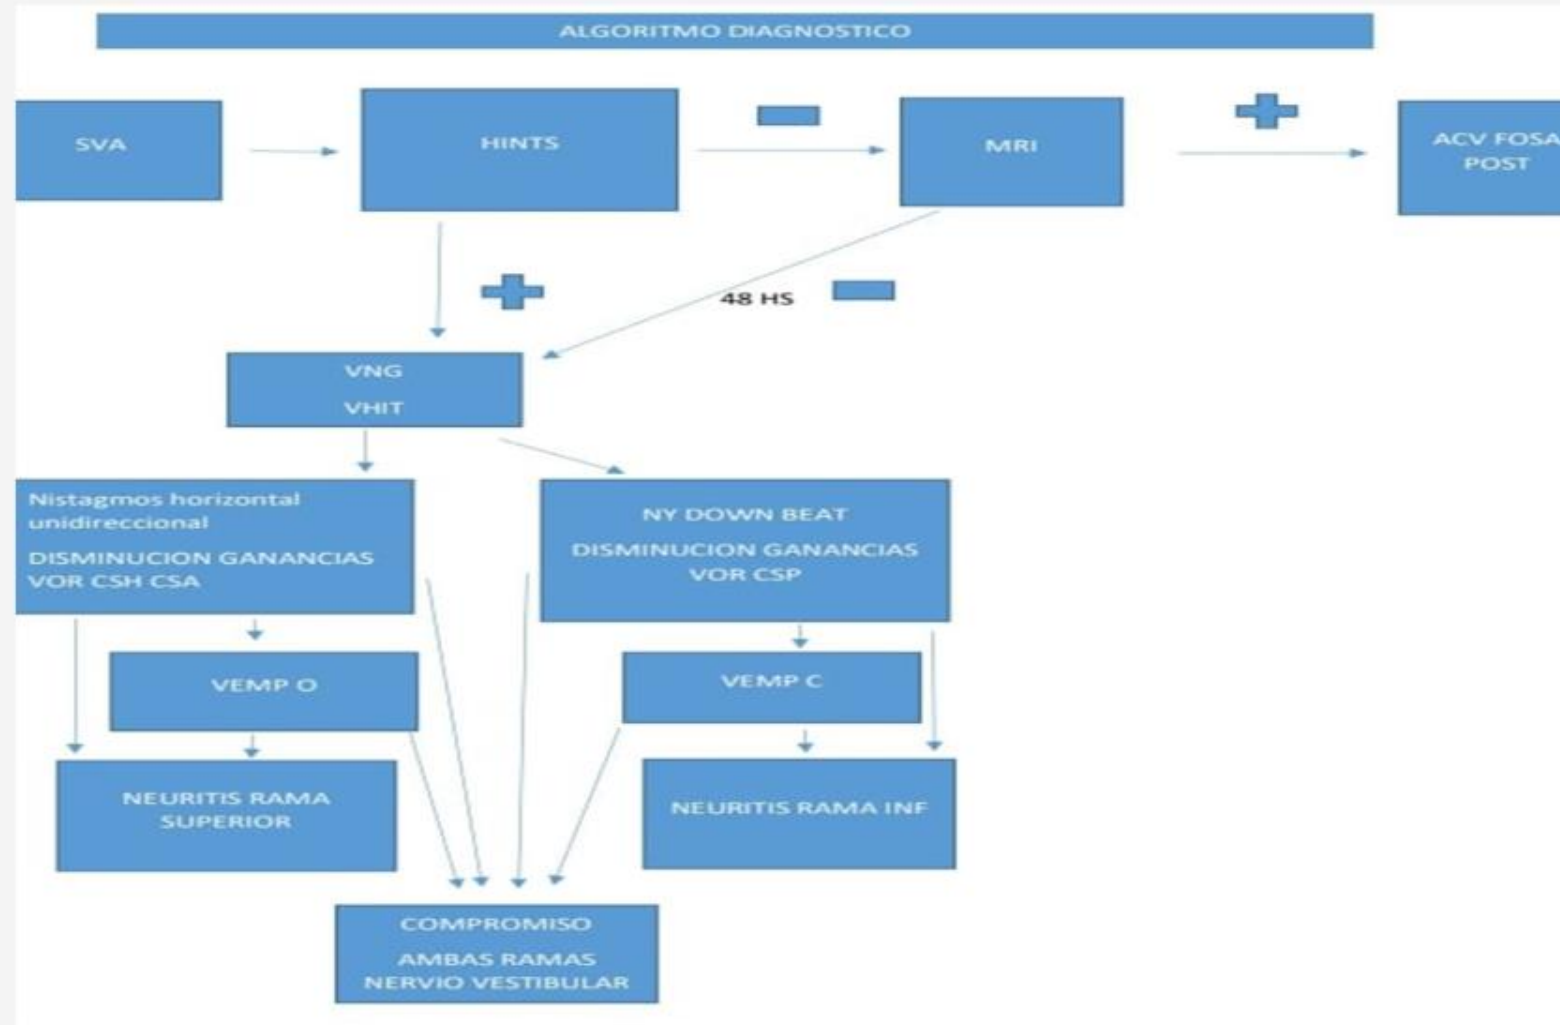 ALGORITMO DIAGNOSTICO
SVA
HINTS
MRI
ACV FOSA
POST
48 HS
VNG
VHIT
Nistagmos horizontal
unidireccional
DISMINUCION GANANCIAS
VOR CSH CSA
NY DOWN BEAT
DISMINUCION GANANCIAS
VOR CSP
VEMP O
VEMP C
NEURITIS RAMA
SUPERIOR
NEURITIS RAMA INF
COMPROMISO
AMBAS RAMAS
NERVIO VESTIBULAR